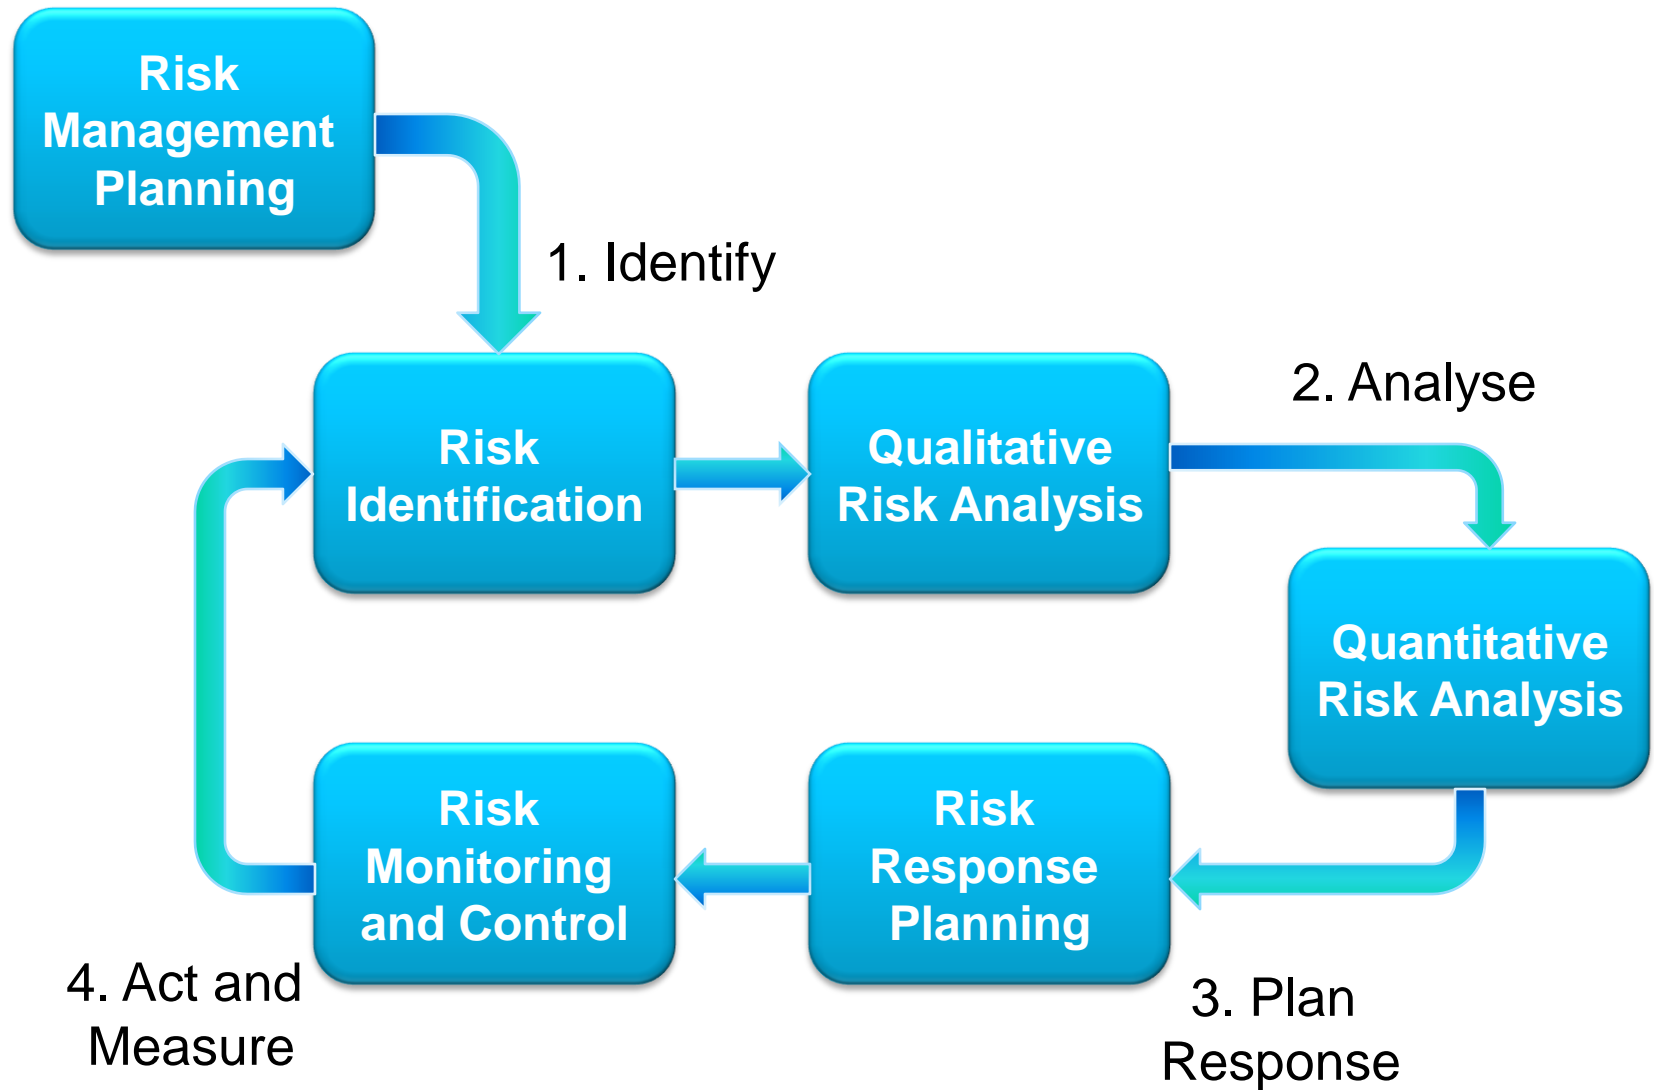 Risk
Management
Planning
1. Identify
Risk
Identification
Qualitative
Risk Analysis
2. Analyse
Quantitative
Risk Analysis
Risk
Monitoring
and Control
Risk
Response
Planning
4. Act and
Measure
3. Plan
Response